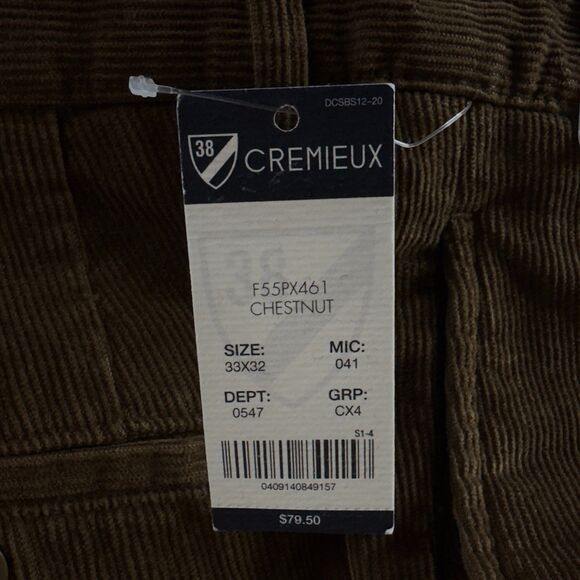 DCSBS12-20
38 CREMIEUX
F55PX461
CHESTNUT
SIZE: MIC:
33X32 041
DEPT: GRP:
0547 CX4
S1-4
0409140849157
$79.50